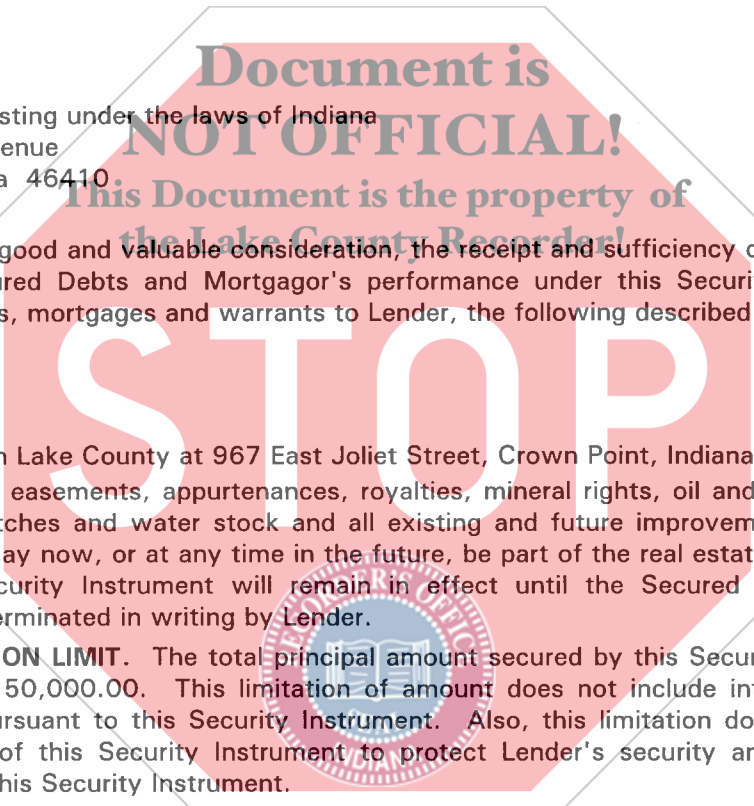 Document is
sting under the laws of Indiana
enue
NOT OFFICIAL!
a 46410
This Document is the property of
the Lake County Recorder!
good and valuable consideration, the receipt and sufficiency
ured Debts and Mortgagor's performance under this Securi
s, mortgages and warrants to Lender, the following described
STOP
n Lake County at 967 East Joliet Street, Crown Point, Indiana
easements, appurtenances, royalties, mineral rights, oil and
tches and water stock and all existing and future improvem
ay now, or at any time in the future, be part of the real estat
curity Instrument will remain in effect until the Secured
erminated in writing by Lender.
RECORDER'S OFFICE
ON LIMIT. The total principal amount secured by this Secur
50,000.00. This limitation of amount does not include in
ursuant to this Security Instrument. Also, this limitation do
SEAL
of this Security Instrument to protect Lender's security an
INDIANA
his Security Instrument.